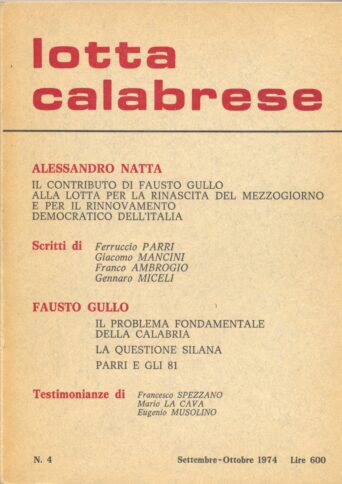 lotta
calabrese
ALESSANDRO NATTA
IL CONTRIBUTO DI FAUSTO GULLO
ALLA LOTTA PER LA RINASCITA DEL MEZZOGIORNO
E PER IL RINNOVAMENTO
DEMOCRATICO DELL'ITALIA
Scritti di Ferruccio PARRI
Giacomo MANCINI
Franco AMBROGIO
Gennaro MICELI
FAUSTO GULLO
IL PROBLEMA FONDAMENTALE
DELLA CALABRIA
LA QUESTIONE SILANA
PARRI E GLI 81
Testimonianze di Francesco SPEZZANO
Mario LA CAVA
Eugenio MUSOLINO
N. 4 Settembre-Ottobre 1974 Lire 600